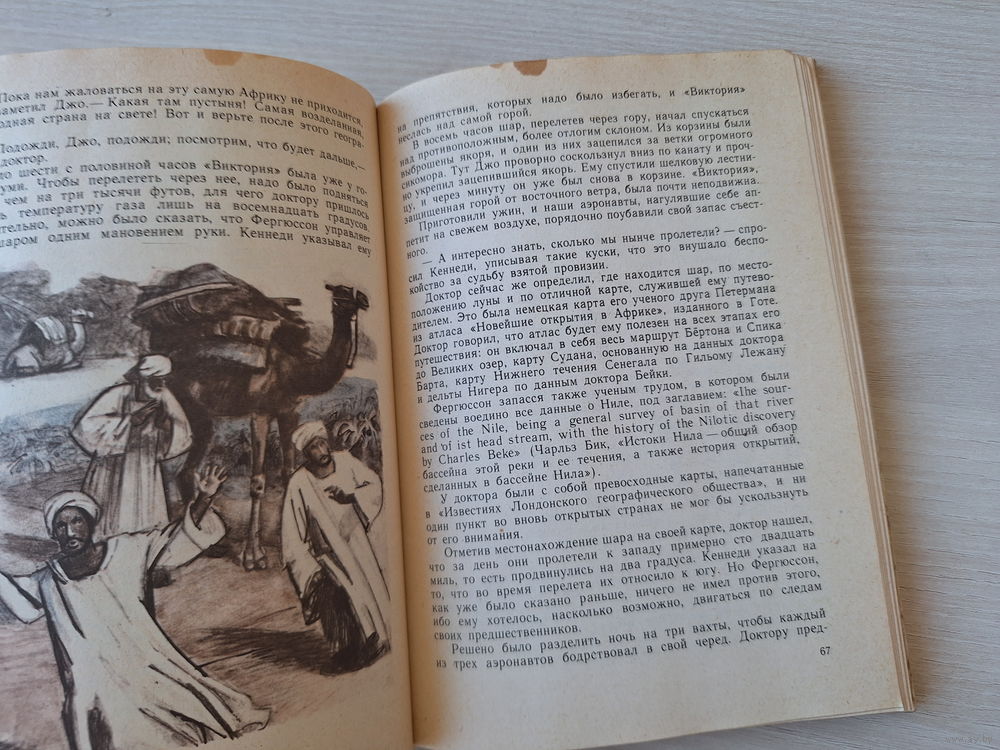 Пока нам жаловаться на эту самую Африку не приходится,
заметил Джо.— Какая там пустыня! Самая возделанная,
одная страна на свете! Вот и верьте после этого геогра-
Подожди, Джо, подожди; посмотрим, что будет дальше,—
доктор.
шести с половиной часов «Виктория» была уже у го-
уми. Чтобы перелететь через нее, надо было подняться
чем на три тысячи футов, для чего доктору пришлось
ь температуру газа лишь на восемнадцать градусов.
ительно, можно было сказать, что Фергюссон управляет
шаром одним мановением руки. Кеннеди указывал ему
на препятствия, которых надо было избегать, и «Виктория»
неслась над самой горой.
В восемь часов шар, перелетев через гору, начал спускаться
над противоположным, более отлогим склоном. Из корзины были
выброшены якоря, и один из них зацепился за ветки огромного
сикомора. Тут Джо проворно соскользнул вниз по канату и проч-
но укрепил зацепившийся якорь. Ему спустили шелковую лестни-
цу, и через минуту он уже был снова в корзине. «Виктория»,
защищенная горой от восточного ветра, была почти неподвижна.
Приготовили ужин, и наши аэронавты, нагулявшие себе ап-
петит на свежем воздухе, порядочно поубавили свой запас съест-
ного.
— А интересно знать, сколько мы нынче пролетели? — спро-
сил Кеннеди, уписывая такие куски, что это внушало беспо-
койство за судьбу взятой провизии.
Доктор сейчас же определил, где находится шар, по место-
положению луны и по отличной карте, служившей ему путево-
дителем. Это была немецкая карта его ученого друга Петермана
из атласа «Новейшие открытия в Африке», изданного в Готе.
Доктор говорил, что атлас будет ему полезен на всех этапах его
путешествия: он включал в себя весь маршрут Бёртона и Спика
до Великих озер, карту Судана, основанную на данных доктора
Барта, карту Нижнего течения Сенегала по Гильому Лежану
и дельты Нигера по данным доктора Бейки.
Фергюссон запасся также ученым трудом, в котором были
сведены воедино все данные о Ниле, под заглавием: «Ihe sour-
ces of the Nile, being a general survey of basin of that river
and of ist head stream, with the history of the Nilotic discovery
by Charles Beke» (Чарльз Бик, «Истоки Нила — общий обзор
бассейна этой реки и ее течения, а также история открытий,
сделанных в бассейне Нила»).
У доктора были с собой превосходные карты, напечатанные
в «Известиях Лондонского географического общества», и ни
один пункт во вновь открытых странах не мог бы ускользнуть
от его внимания.
Отметив местонахождение шара на своей карте, доктор нашел,
что за день они пролетели к западу примерно сто двадцать
миль, то есть продвинулись на два градуса. Кеннеди указал на
то, что во время перелета их относило к югу. Но Фергюссон,
как уже было сказано раньше, ничего не имел против этого,
ибо ему хотелось, насколько возможно, двигаться по следам
своих предшественников.
Решено было разделить ночь на три вахты, чтобы каждый
из трех аэронавтов бодрствовал в свой черед. Доктору пред-
67
www.ay.by